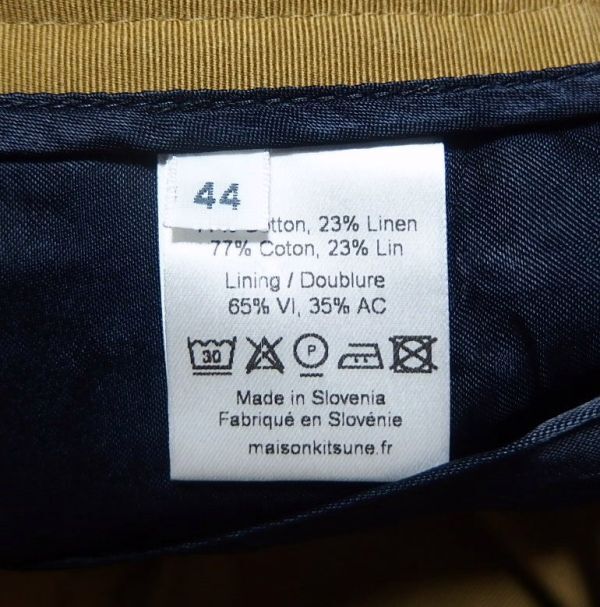 44
Cotton, 23% Linen
77% Coton, 23% Lin
Lining / Doublure
65% VI, 35% AC
30
P
Made in Slovenia
Fabriqué en Slovénie
maisonkitsune.fr